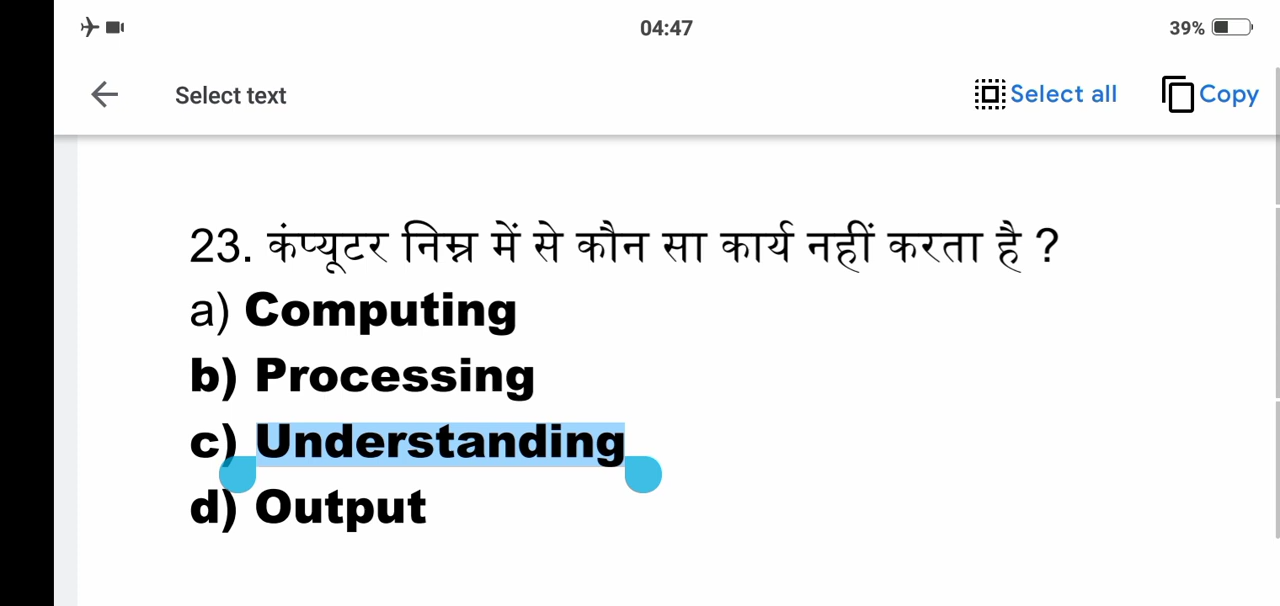 04:47
39%
Select text
Select all
Copy
23. कंप्यूटर निम्न में से कौन सा कार्य नहीं करता है ?
a) Computing
b) Processing
c) Understanding
d) Output